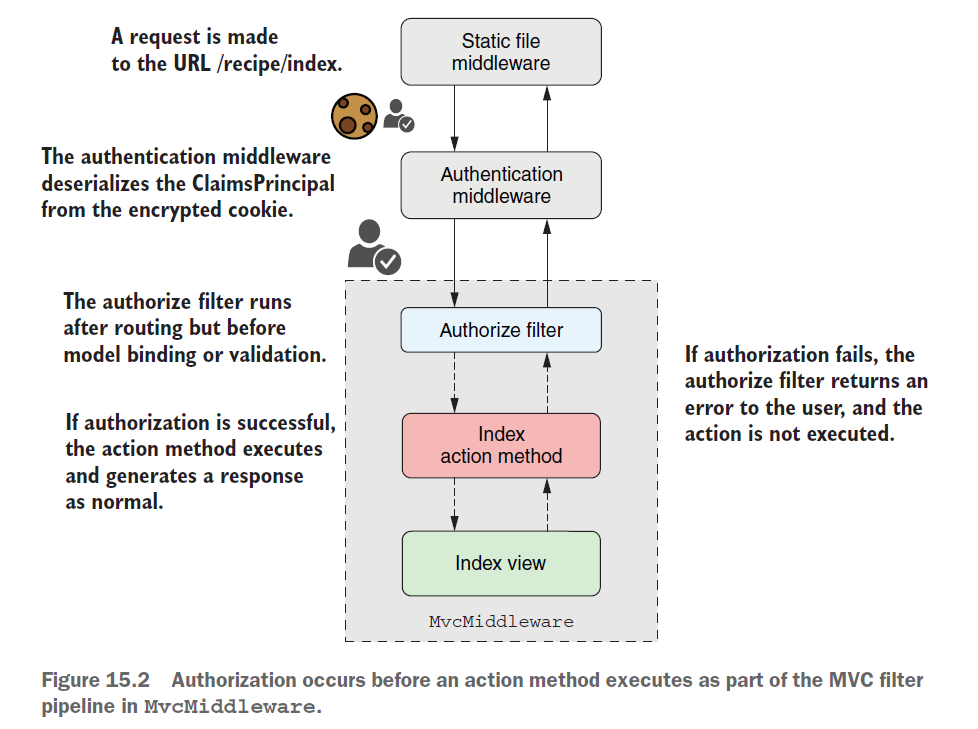 A request is made
to the URL /recipe/index.
Static file
middleware
The authentication middleware
deserializes the ClaimsPrincipal
from the encrypted cookie.
Authentication
middleware
The authorize filter runs
after routing but before
model binding or validation.
Authorize filter
If authorization fails, the
authorize filter returns an
error to the user, and the
action is not executed.
If authorization is successful,
the action method executes
and generates a response
as normal.
Index
action method
Index view
MvcMiddleware
Figure 15.2 Authorization occurs before an action method executes as part of the MVC filter
pipeline in MvcMiddleware.